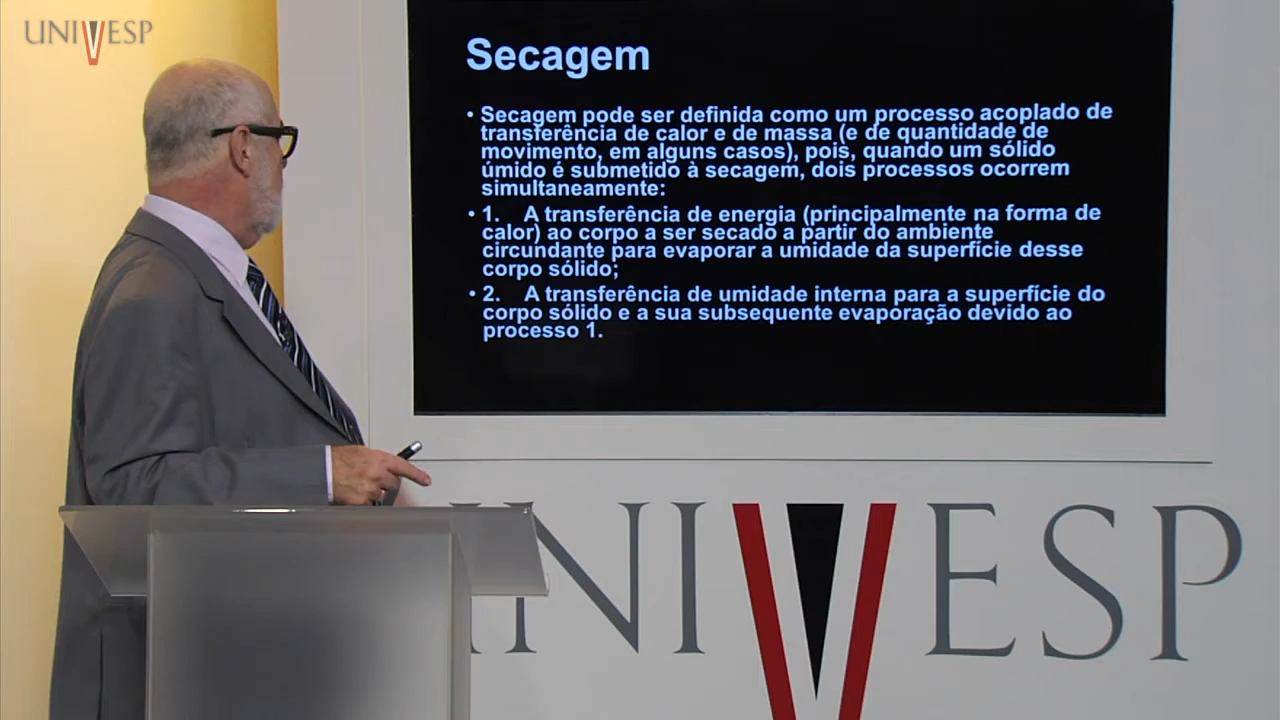 UNIVESP
Secagem
• Secagem pode ser definida como um processo acoplado de
transferência de calor e de massa (e de quantidade de
movimento, em alguns casos), pois, quando um sólido
úmido é submetido à secagem, dois processos ocorrem
simultaneamente:
• 1. A transferência de energia (principalmente na forma de
calor) ao corpo a ser secado a partir do ambiente
circundante para evaporar a umidade da superfície desse
corpo sólido;
• 2. A transferência de umidade interna para a superfície do
corpo sólido e a sua subsequente evaporação devido ao
processo 1.
UNIVESP